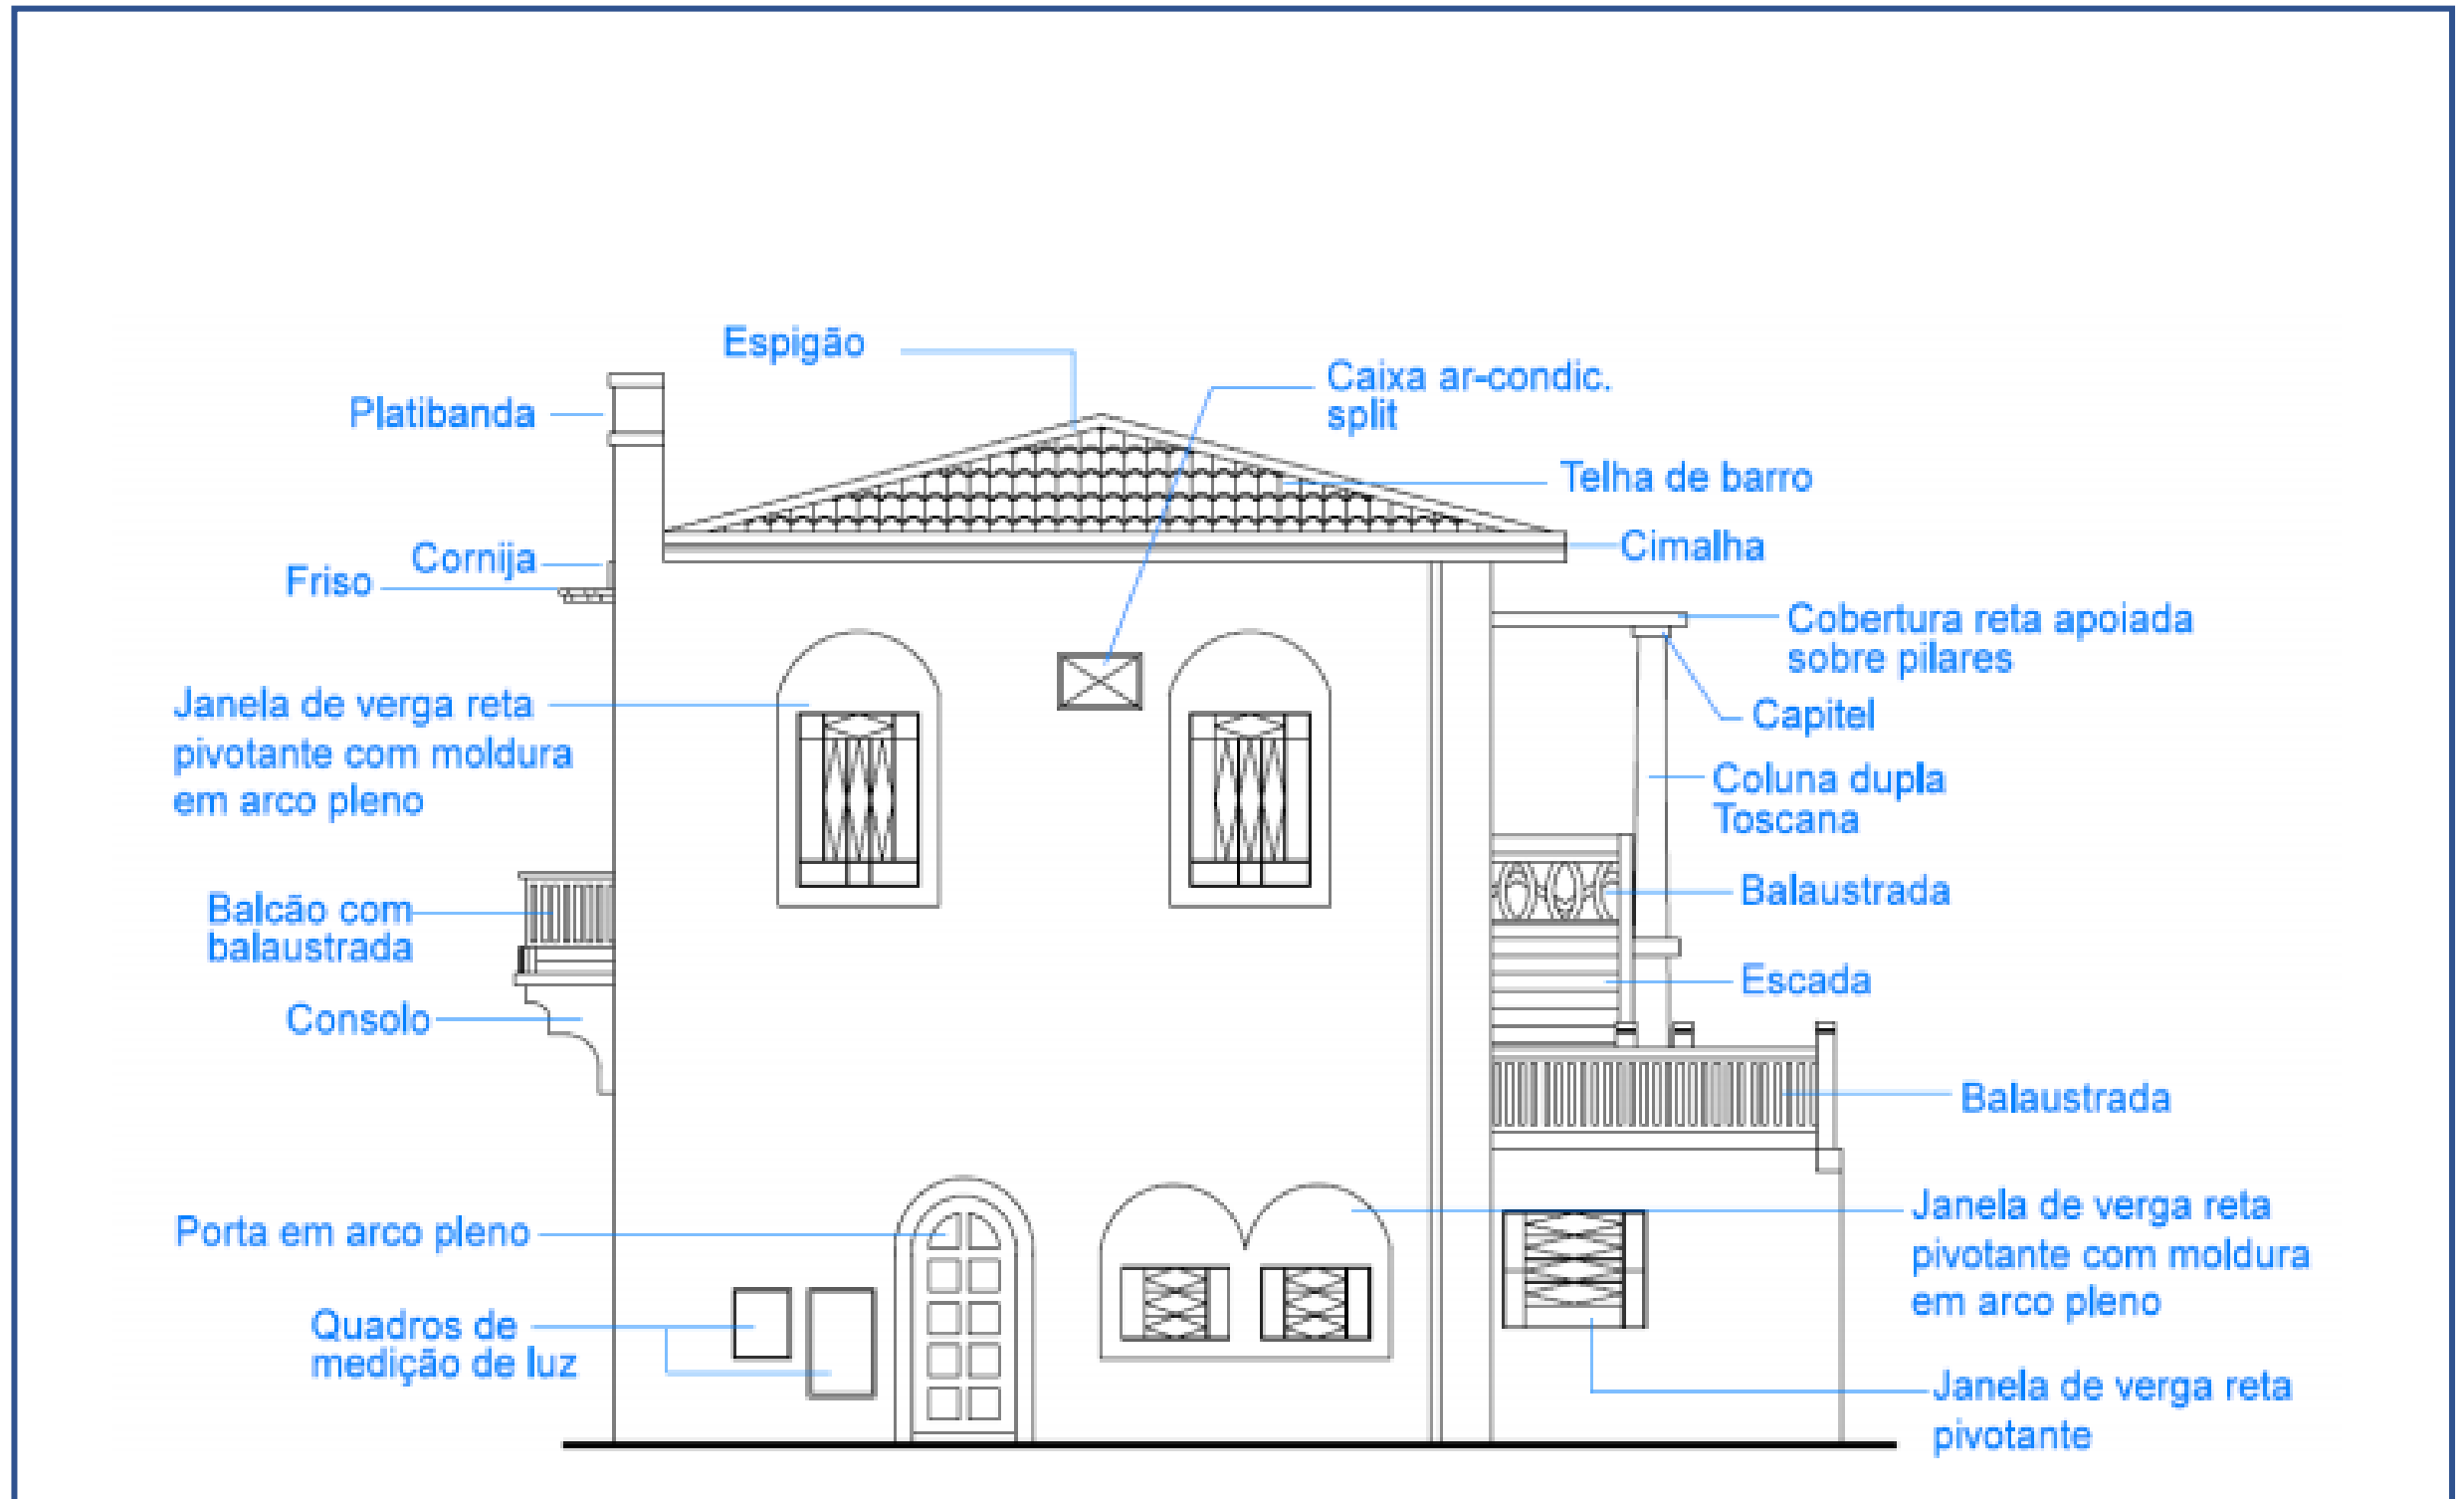 Espigão
Caixa ar-condic.
split
Platibanda
Telha de barro
Cornija
Cimalha
Friso
Cobertura reta apoiada
sobre pilares
Janela de verga reta
pivotante com moldura
em arco pleno
Capitel
Coluna dupla
Toscana
Balcão com
balaustrada
Balaustrada
Escada
Consolo
Balaustrada
Porta em arco pleno
Janela de verga reta
pivotante com moldura
em arco pleno
Quadros de
medição de luz
Janela de verga reta
pivotante